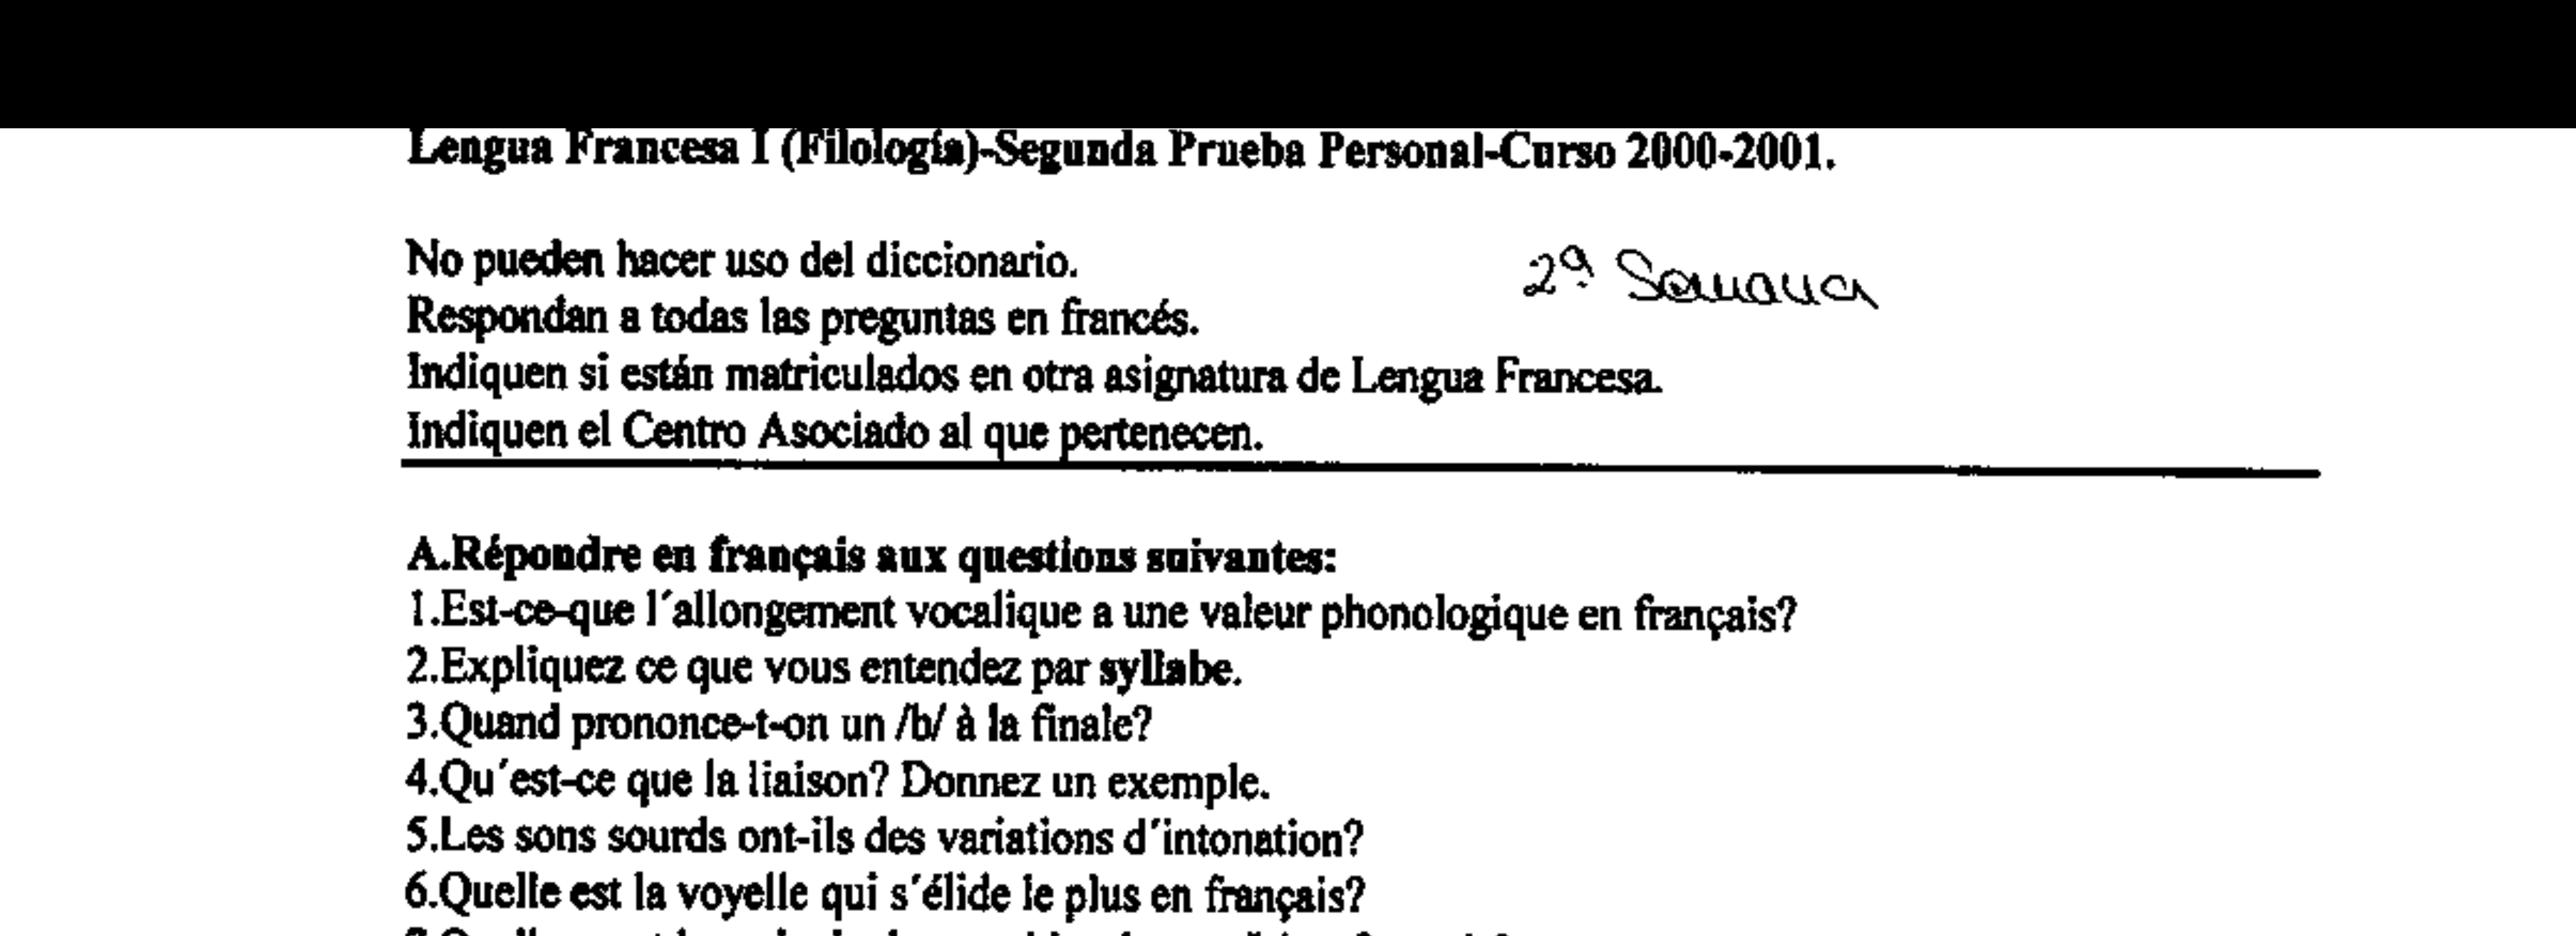 Lengua Francesa I (Filología)-Segunda Prueba Personal-Curso 2000-2001.
No pueden hacer uso del diccionario.
2ª Semana
Respondan a todas las preguntas en francés.
Indiquen si están matriculados en otra asignatura de Lengua Francesa.
Indiquen el Centro Asociado al que pertenecen.
A.Répondre en français aux questions suivantes:
1.Est-ce-que l´allongement vocalique a une valeur phonologique en français?
2.Expliquez ce que vous entendez par syllabe.
3.Quand prononce-t-on un /b/ à la finale?
4.Qu´est-ce que la liaison? Donnez un exemple.
5.Les sons sourds ont-ils des variations d´intonation?
6.Quelle est la voyelle qui s´élide le plus en français?